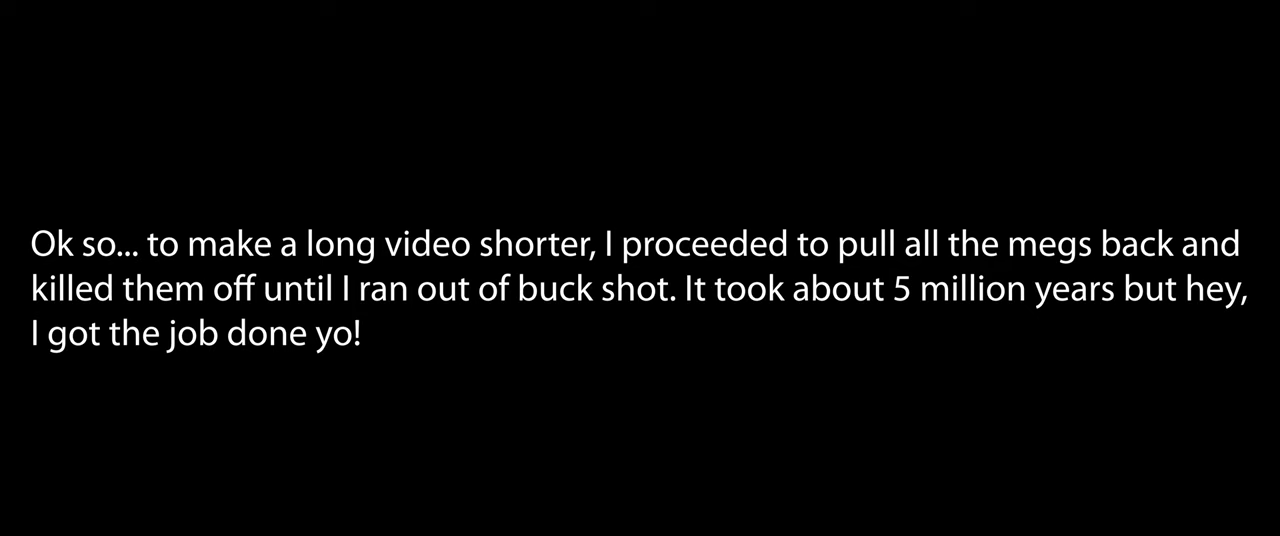 Ok so... to make a long video shorter, I proceeded to pull all the megs back and
killed them off until I ran out of buck shot. It took about 5 million years but hey,
I got the job done yo!